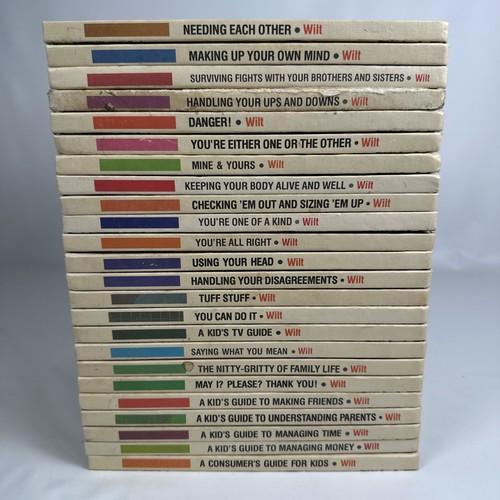 NEEDING EACH OTHER • Wilt
MAKING UP YOUR OWN MIND • Wilt
SURVIVING FIGHTS WITH YOUR BROTHERS AND SISTERS • Wilt
HANDLING YOUR UPS AND DOWNS • Wilt
DANGER! • Wilt
YOU'RE EITHER ONE OR THE OTHER • Wilt
MINE & YOURS • Wilt
KEEPING YOUR BODY ALIVE AND WELL • Wilt
CHECKING 'EM OUT AND SIZING 'EM UP • Wilt
YOU'RE ONE OF A KIND • Wilt
YOU'RE ALL RIGHT • Wilt
USING YOUR HEAD • Wilt
HANDLING YOUR DISAGREEMENTS • Wilt
TUFF STUFF • Wilt
YOU CAN DO IT • Wilt
A KID'S TV GUIDE • Wilt
SAYING WHAT YOU MEAN • Wilt
THE NITTY-GRITTY OF FAMILY LIFE • Wilt
MAY I? PLEASE? THANK YOU! • Wilt
A KID'S GUIDE TO MAKING FRIENDS • Wilt
A KID'S GUIDE TO UNDERSTANDING PARENTS • Wilt
A KID'S GUIDE TO MANAGING TIME • Wilt
A KID'S GUIDE TO MANAGING MONEY • Wilt
A CONSUMER'S GUIDE FOR KIDS • Wilt